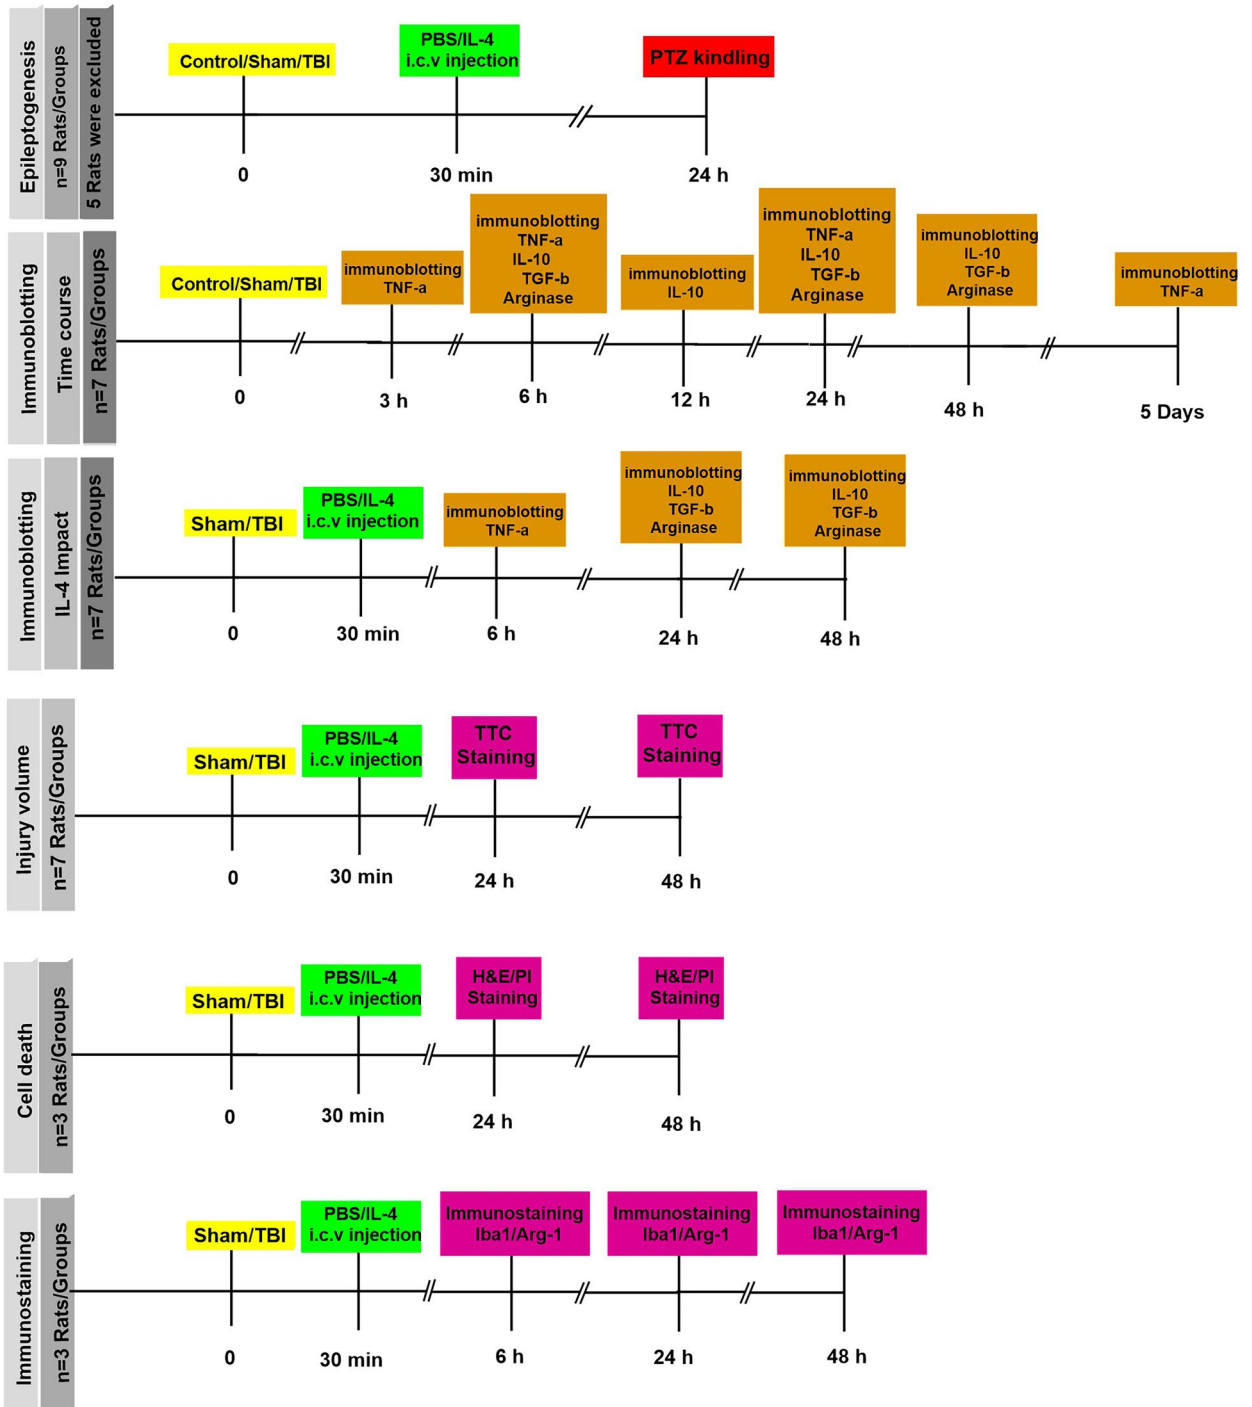 Epileptogenesis
n=9 Rats/Groups
5 Rats were excluded
Control/Sham/TBI
PBS/IL-4
i.c.v injection
PTZ kindling
0
30 min
24 h
Immunoblotting
Time course
n=7 Rats/Groups
Control/Sham/TBI
immunoblotting
TNF-a
immunoblotting
TNF-a
IL-10
TGF-b
Arginase
immunoblotting
IL-10
immunoblotting
TNF-a
IL-10
TGF-b
Arginase
immunoblotting
IL-10
TGF-b
Arginase
immunoblotting
TNF-a
0
3 h
6 h
12 h
24 h
48 h
5 Days
Immunoblotting
IL-4 Impact
n=7 Rats/Groups
Sham/TBI
PBS/IL-4
i.c.v injection
immunoblotting
TNF-a
immunoblotting
IL-10
TGF-b
Arginase
immunoblotting
IL-10
TGF-b
Arginase
0
30 min
6 h
24 h
48 h
Injury volume
n=7 Rats/Groups
Sham/TBI
PBS/IL-4
i.c.v injection
TTC
Staining
TTC
Staining
0
30 min
24 h
48 h
Cell death
n=3 Rats/Groups
Sham/TBI
PBS/IL-4
i.c.v injection
H&E/PI
Staining
H&E/PI
Staining
0
30 min
24 h
48 h
Immunostaining
n=3 Rats/Groups
Sham/TBI
PBS/IL-4
i.c.v injection
Immunostaining
Iba1/Arg-1
Immunostaining
Iba1/Arg-1
Immunostaining
Iba1/Arg-1
0
30 min
6 h
24 h
48 h